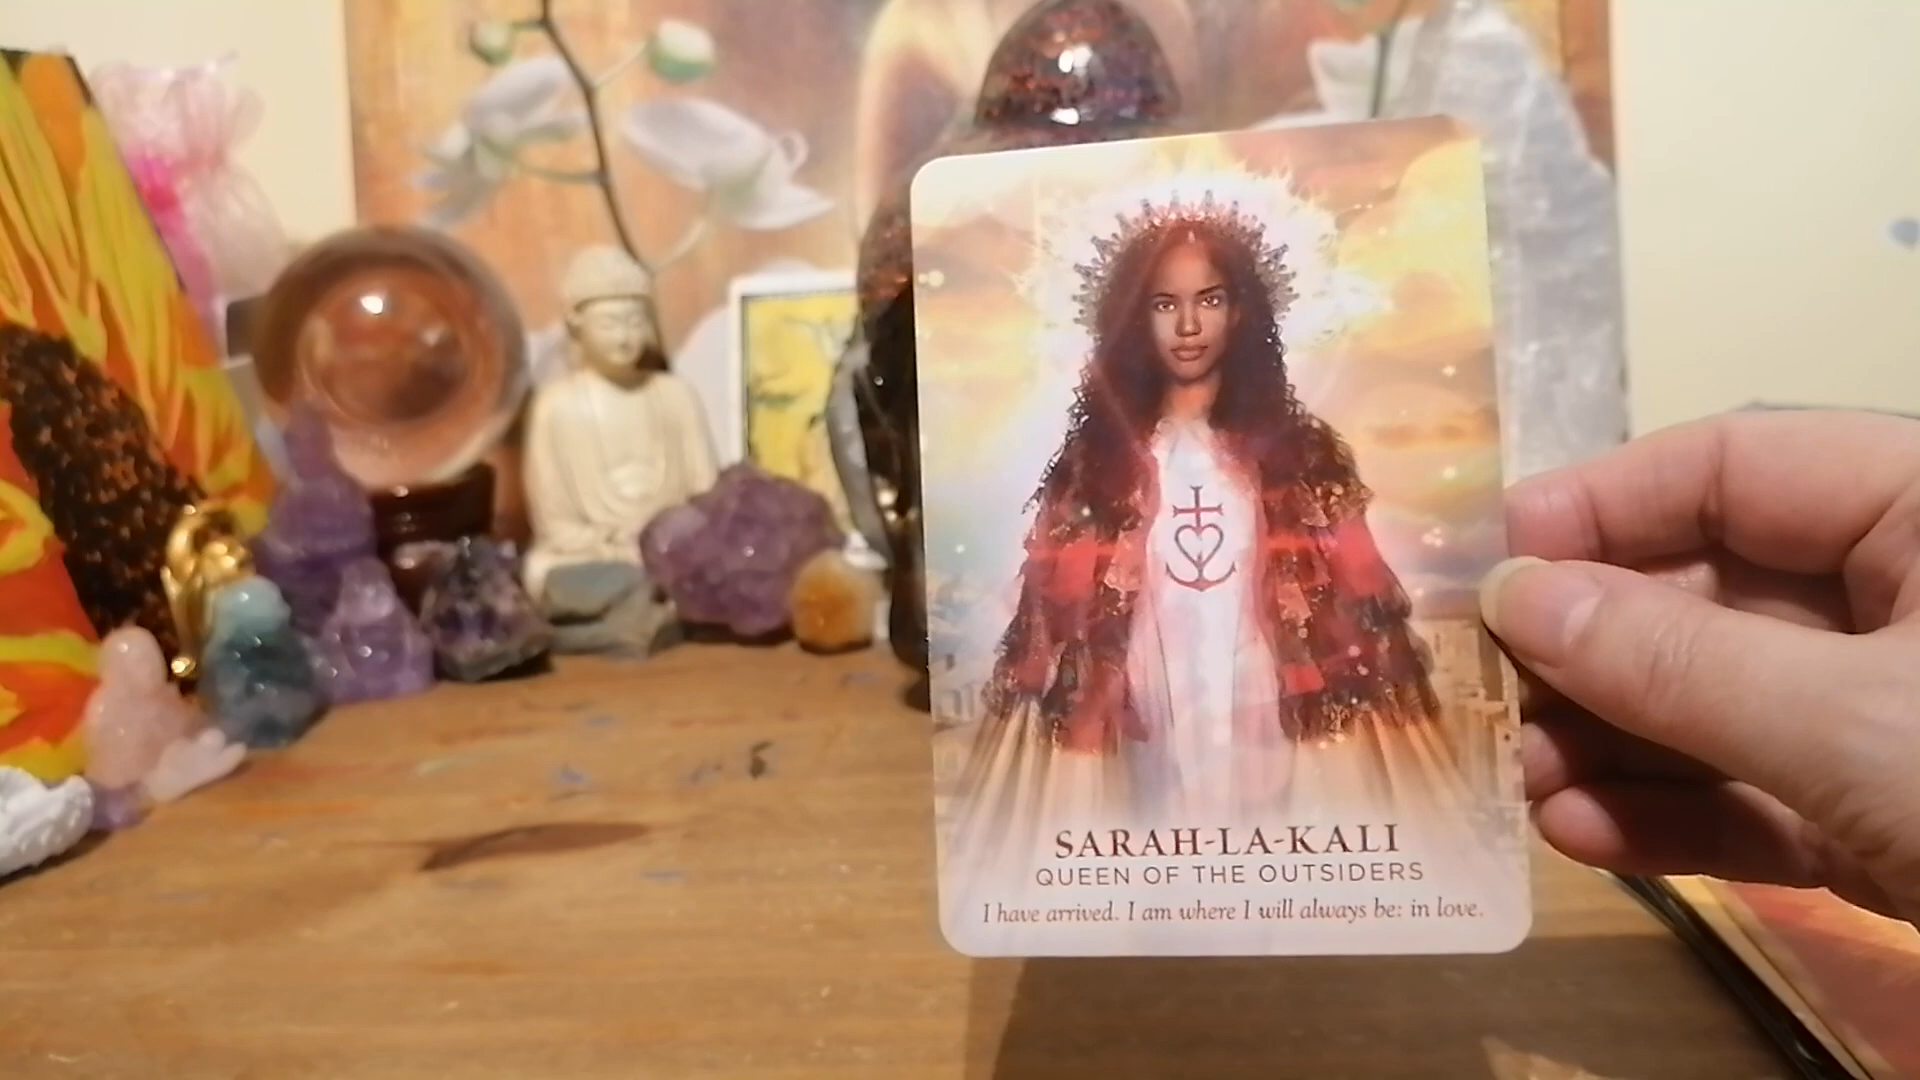 SARAH-LA-KALI
QUEEN OF THE OUTSIDERS
I have arrived. I am where I will always be: in love.